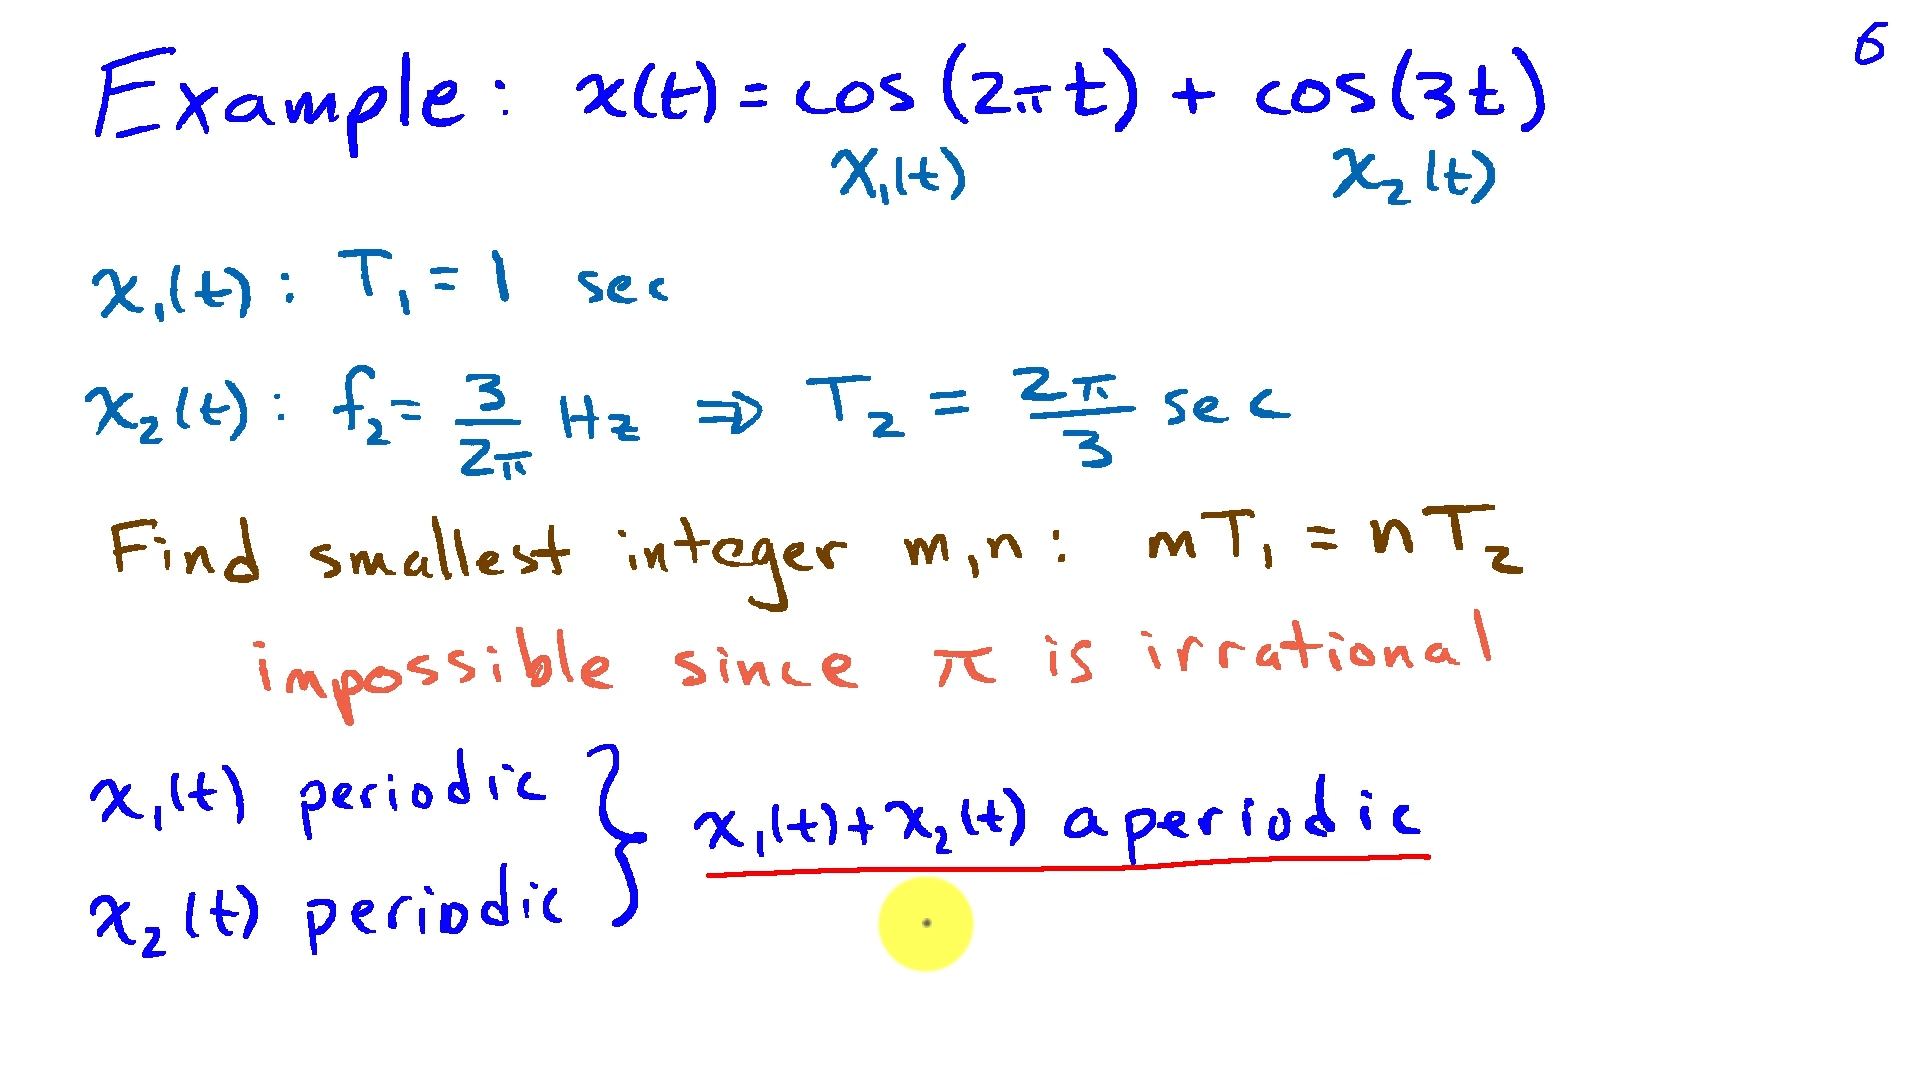 6
Example: x(t) = cos(2πt) + cos(3t)
x₁(t) x₂(t)
x₁(t): T₁ = 1 sec
x₂(t): f₂ = 3/2π Hz ⇒ T₂ = 2π/3 sec
Find smallest integer m,n: mT₁ = nT₂
impossible since π is irrational
x₁(t) periodic
x₂(t) periodic
} x₁(t)+x₂(t) aperiodic